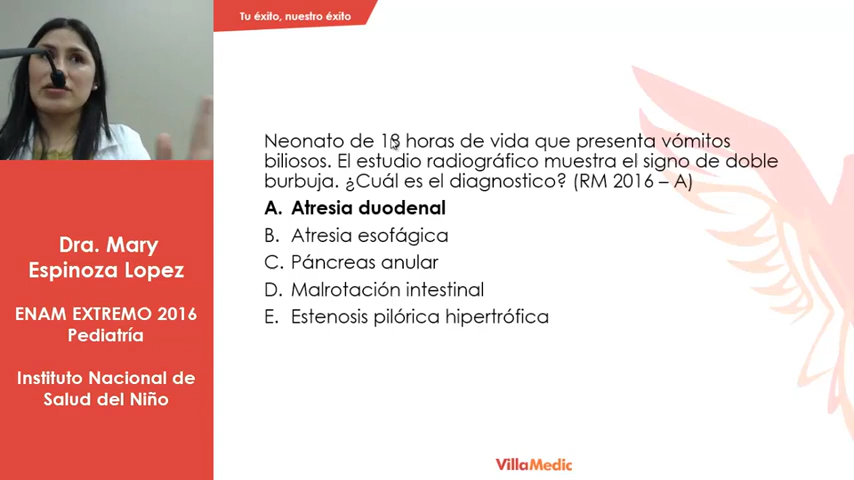 Tu éxito, nuestro éxito
Neonato de 18 horas de vida que presenta vómitos
biliosos. El estudio radiográfico muestra el signo de doble
burbuja. ¿Cuál es el diagnostico? (RM 2016 – A)
A. Atresia duodenal
B. Atresia esofágica
C. Páncreas anular
D. Malrotación intestinal
E. Estenosis pilórica hipertrófica
Dra. Mary
Espinoza Lopez
ENAM EXTREMO 2016
Pediatría
Instituto Nacional de
Salud del Niño
VillaMedic